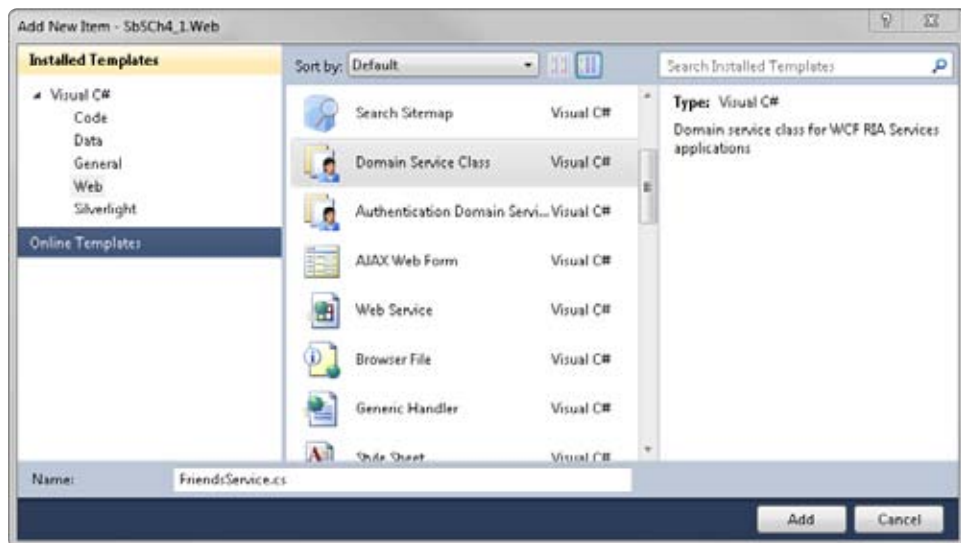 Add New Item - Sb5Ch4_1.Web
Installed Templates
Visual C#
Code
Data
General
Web
Silverlight
Online Templates
Sort by: Default
Search Sitemap Visual C#
Domain Service Class Visual C#
Authentication Domain Servi... Visual C#
AJAX Web Form Visual C#
Web Service Visual C#
Browser File Visual C#
Generic Handler Visual C#
Style Sheet Visual C#
Search Installed Templates
Type: Visual C#
Domain service class for WCF RIA Services
applications
Name: FriendsService.cs
Add Cancel